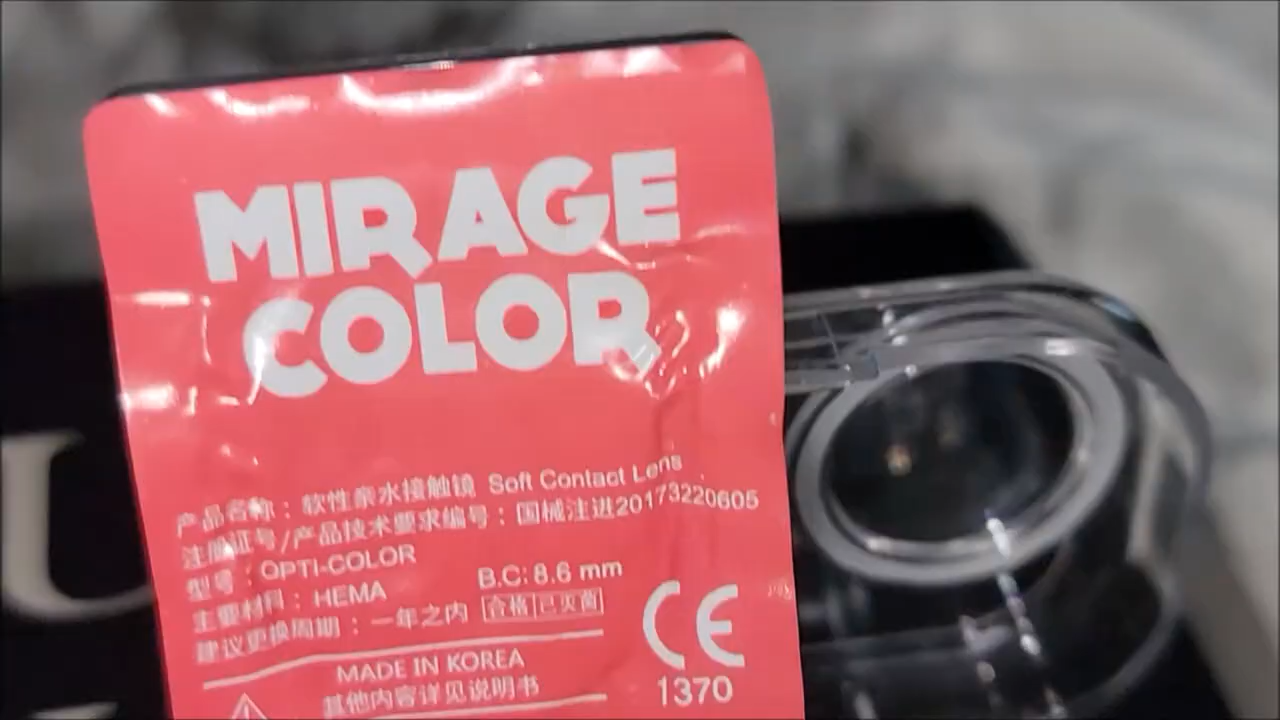 MIRAGE
COLOR
产品名称：软性亲水接触镜 Soft Contact Lens
注册证号/产品技术要求编号：国械注进20173220605
型号：OPTI-COLOR
主要材料：HEMA B.C: 8.6 mm
建议更换周期：一年之内 合格 已灭菌
MADE IN KOREA
其他内容详见说明书
CE
1370
U